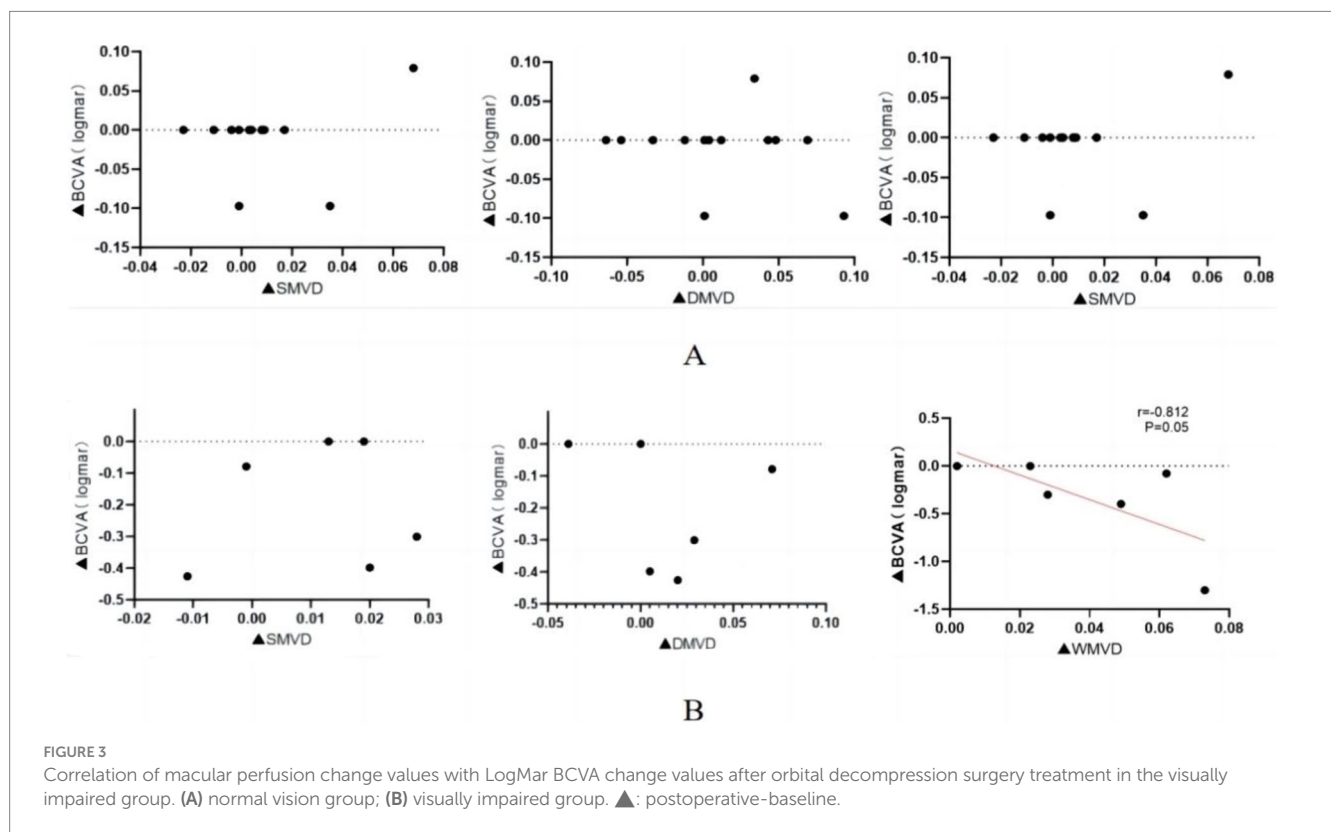 0.10
0.05
0.00
-0.05
-0.10
-0.15
▲BCVA( logmar)
-0.04 -0.02 0.00 0.02 0.04 0.06 0.08
▲SMVD
0.10
0.05
0.00
-0.05
-0.10
-0.15
▲BCVA( logmar)
-0.10 -0.05 0.00 0.05 0.10
▲DMVD
0.10
0.05
0.00
-0.05
-0.10
-0.15
▲BCVA( logmar)
-0.04 -0.02 0.00 0.02 0.04 0.06 0.08
▲SMVD
A
0.0
-0.1
-0.2
-0.3
-0.4
-0.5
▲BCVA( logmar)
-0.02 -0.01 0.00 0.01 0.02 0.03
▲SMVD
0.0
-0.1
-0.2
-0.3
-0.4
-0.5
▲BCVA( logmar)
-0.05 0.00 0.05 0.10
▲DMVD
r=-0.812
P=0.05
0.5
0.0
-0.5
-1.0
-1.5
▲BCVA( logmar)
0.00 0.02 0.04 0.06 0.08
▲WMVD
B
FIGURE 3
Correlation of macular perfusion change values with LogMar BCVA change values after orbital decompression surgery treatment in the visually
impaired group. (A) normal vision group; (B) visually impaired group. ▲: postoperative-baseline.